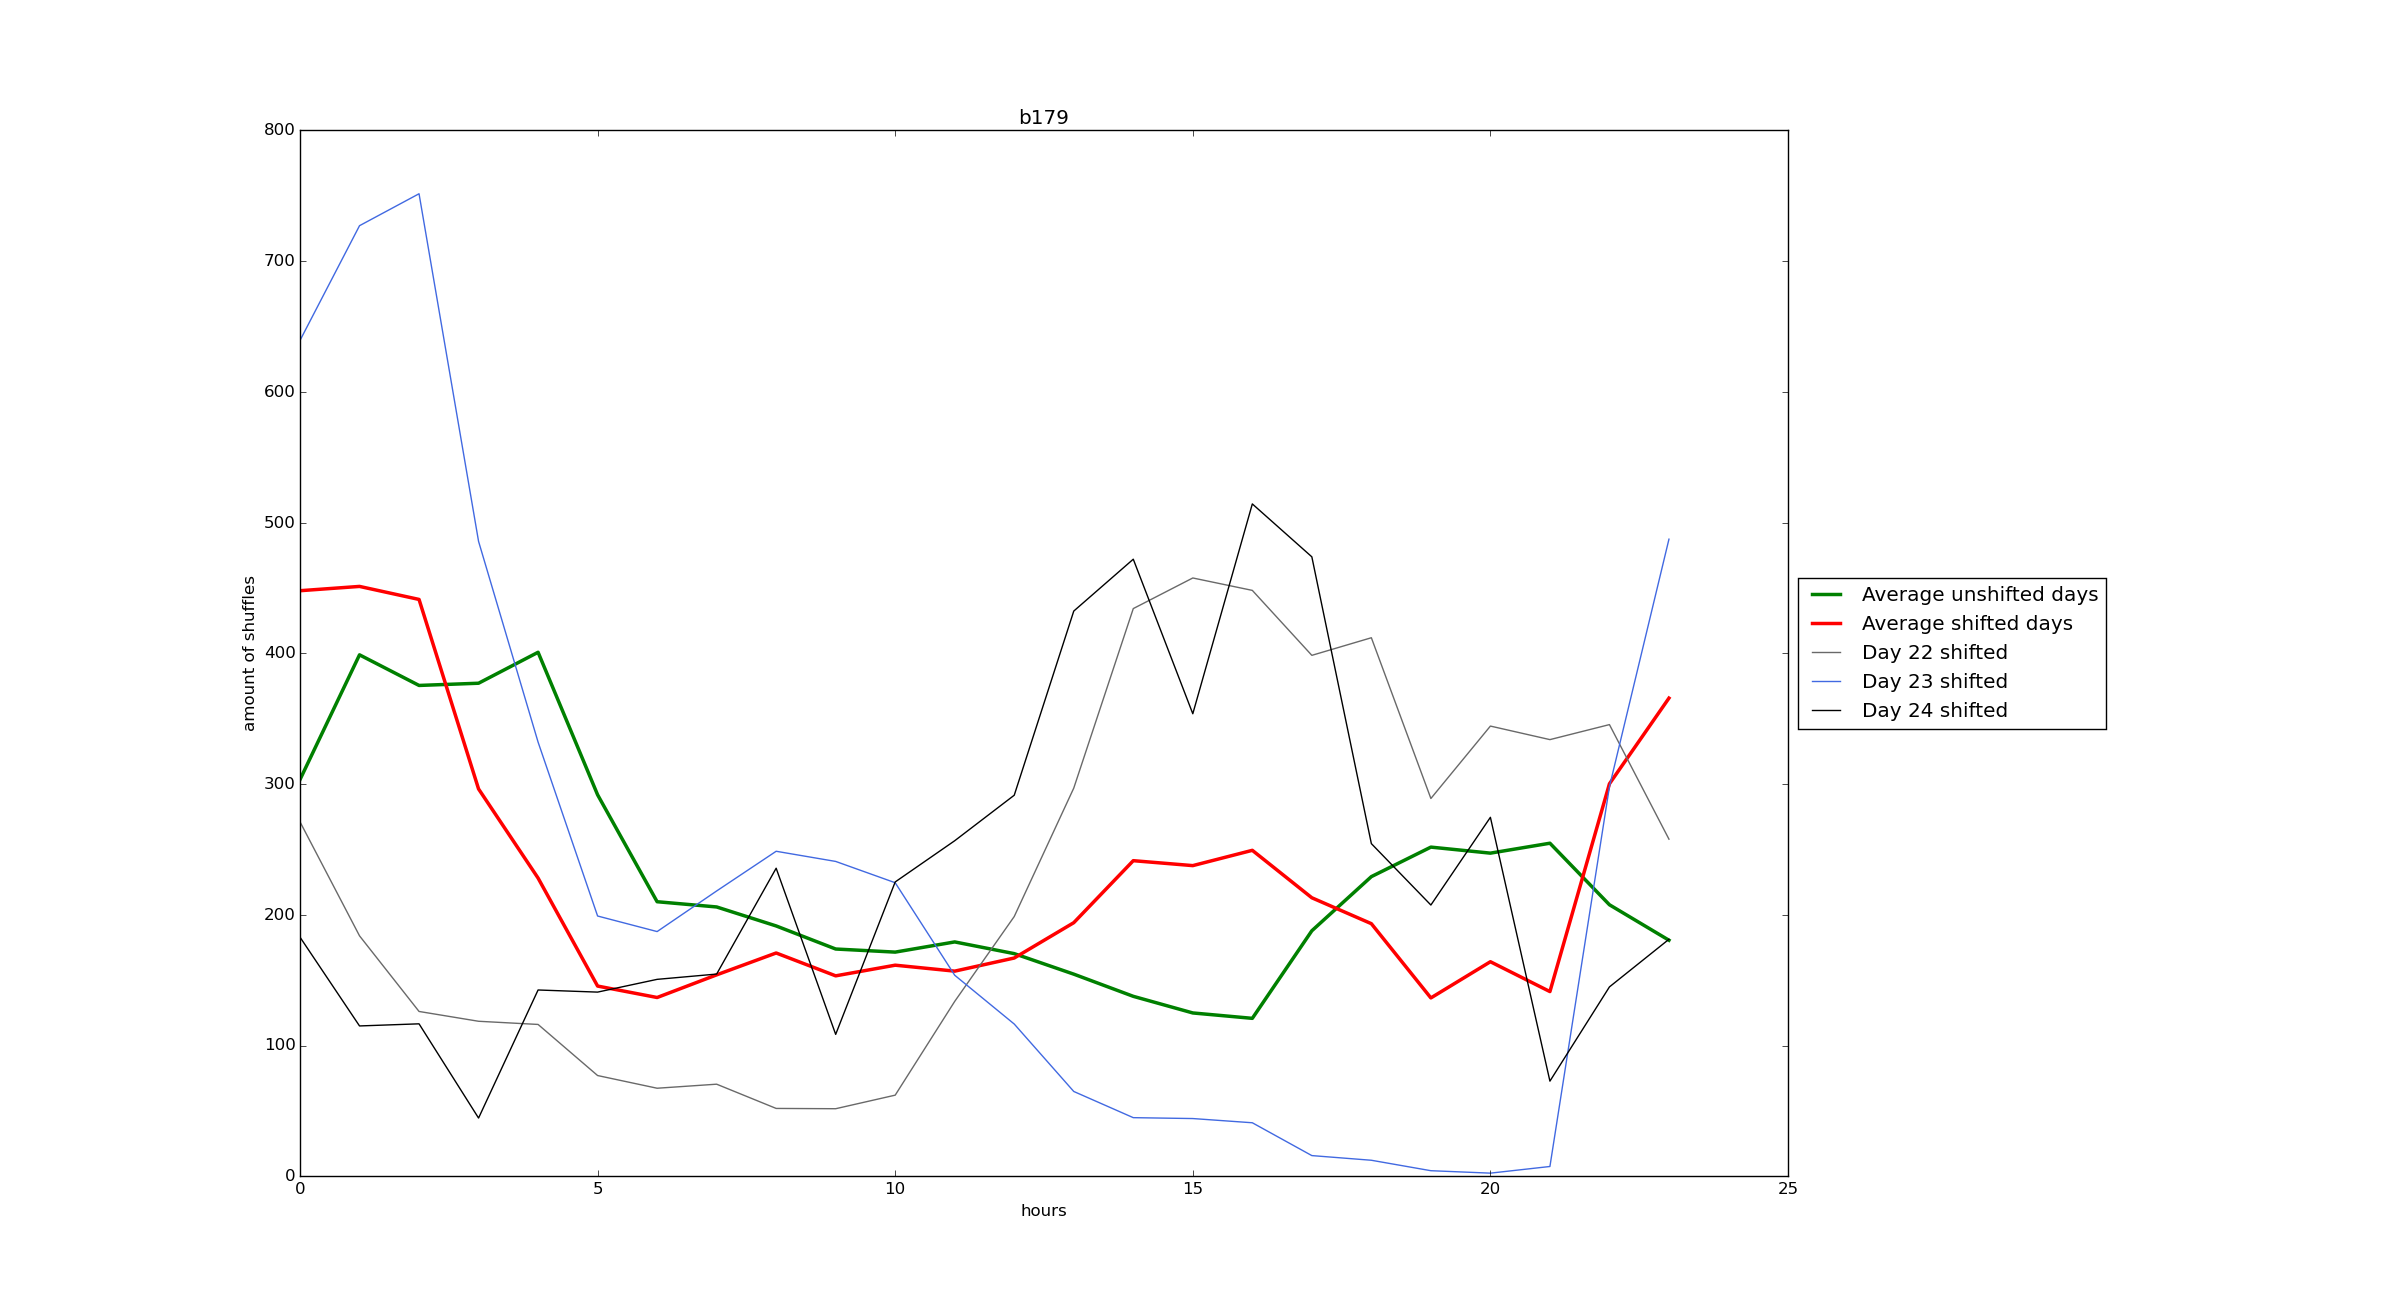 b179
800
700
600
500
400
300
200
100
0
amount of shuffles
0 5 10 15 20 25
hours
Average unshifted days
Average shifted days
Day 22 shifted
Day 23 shifted
Day 24 shifted